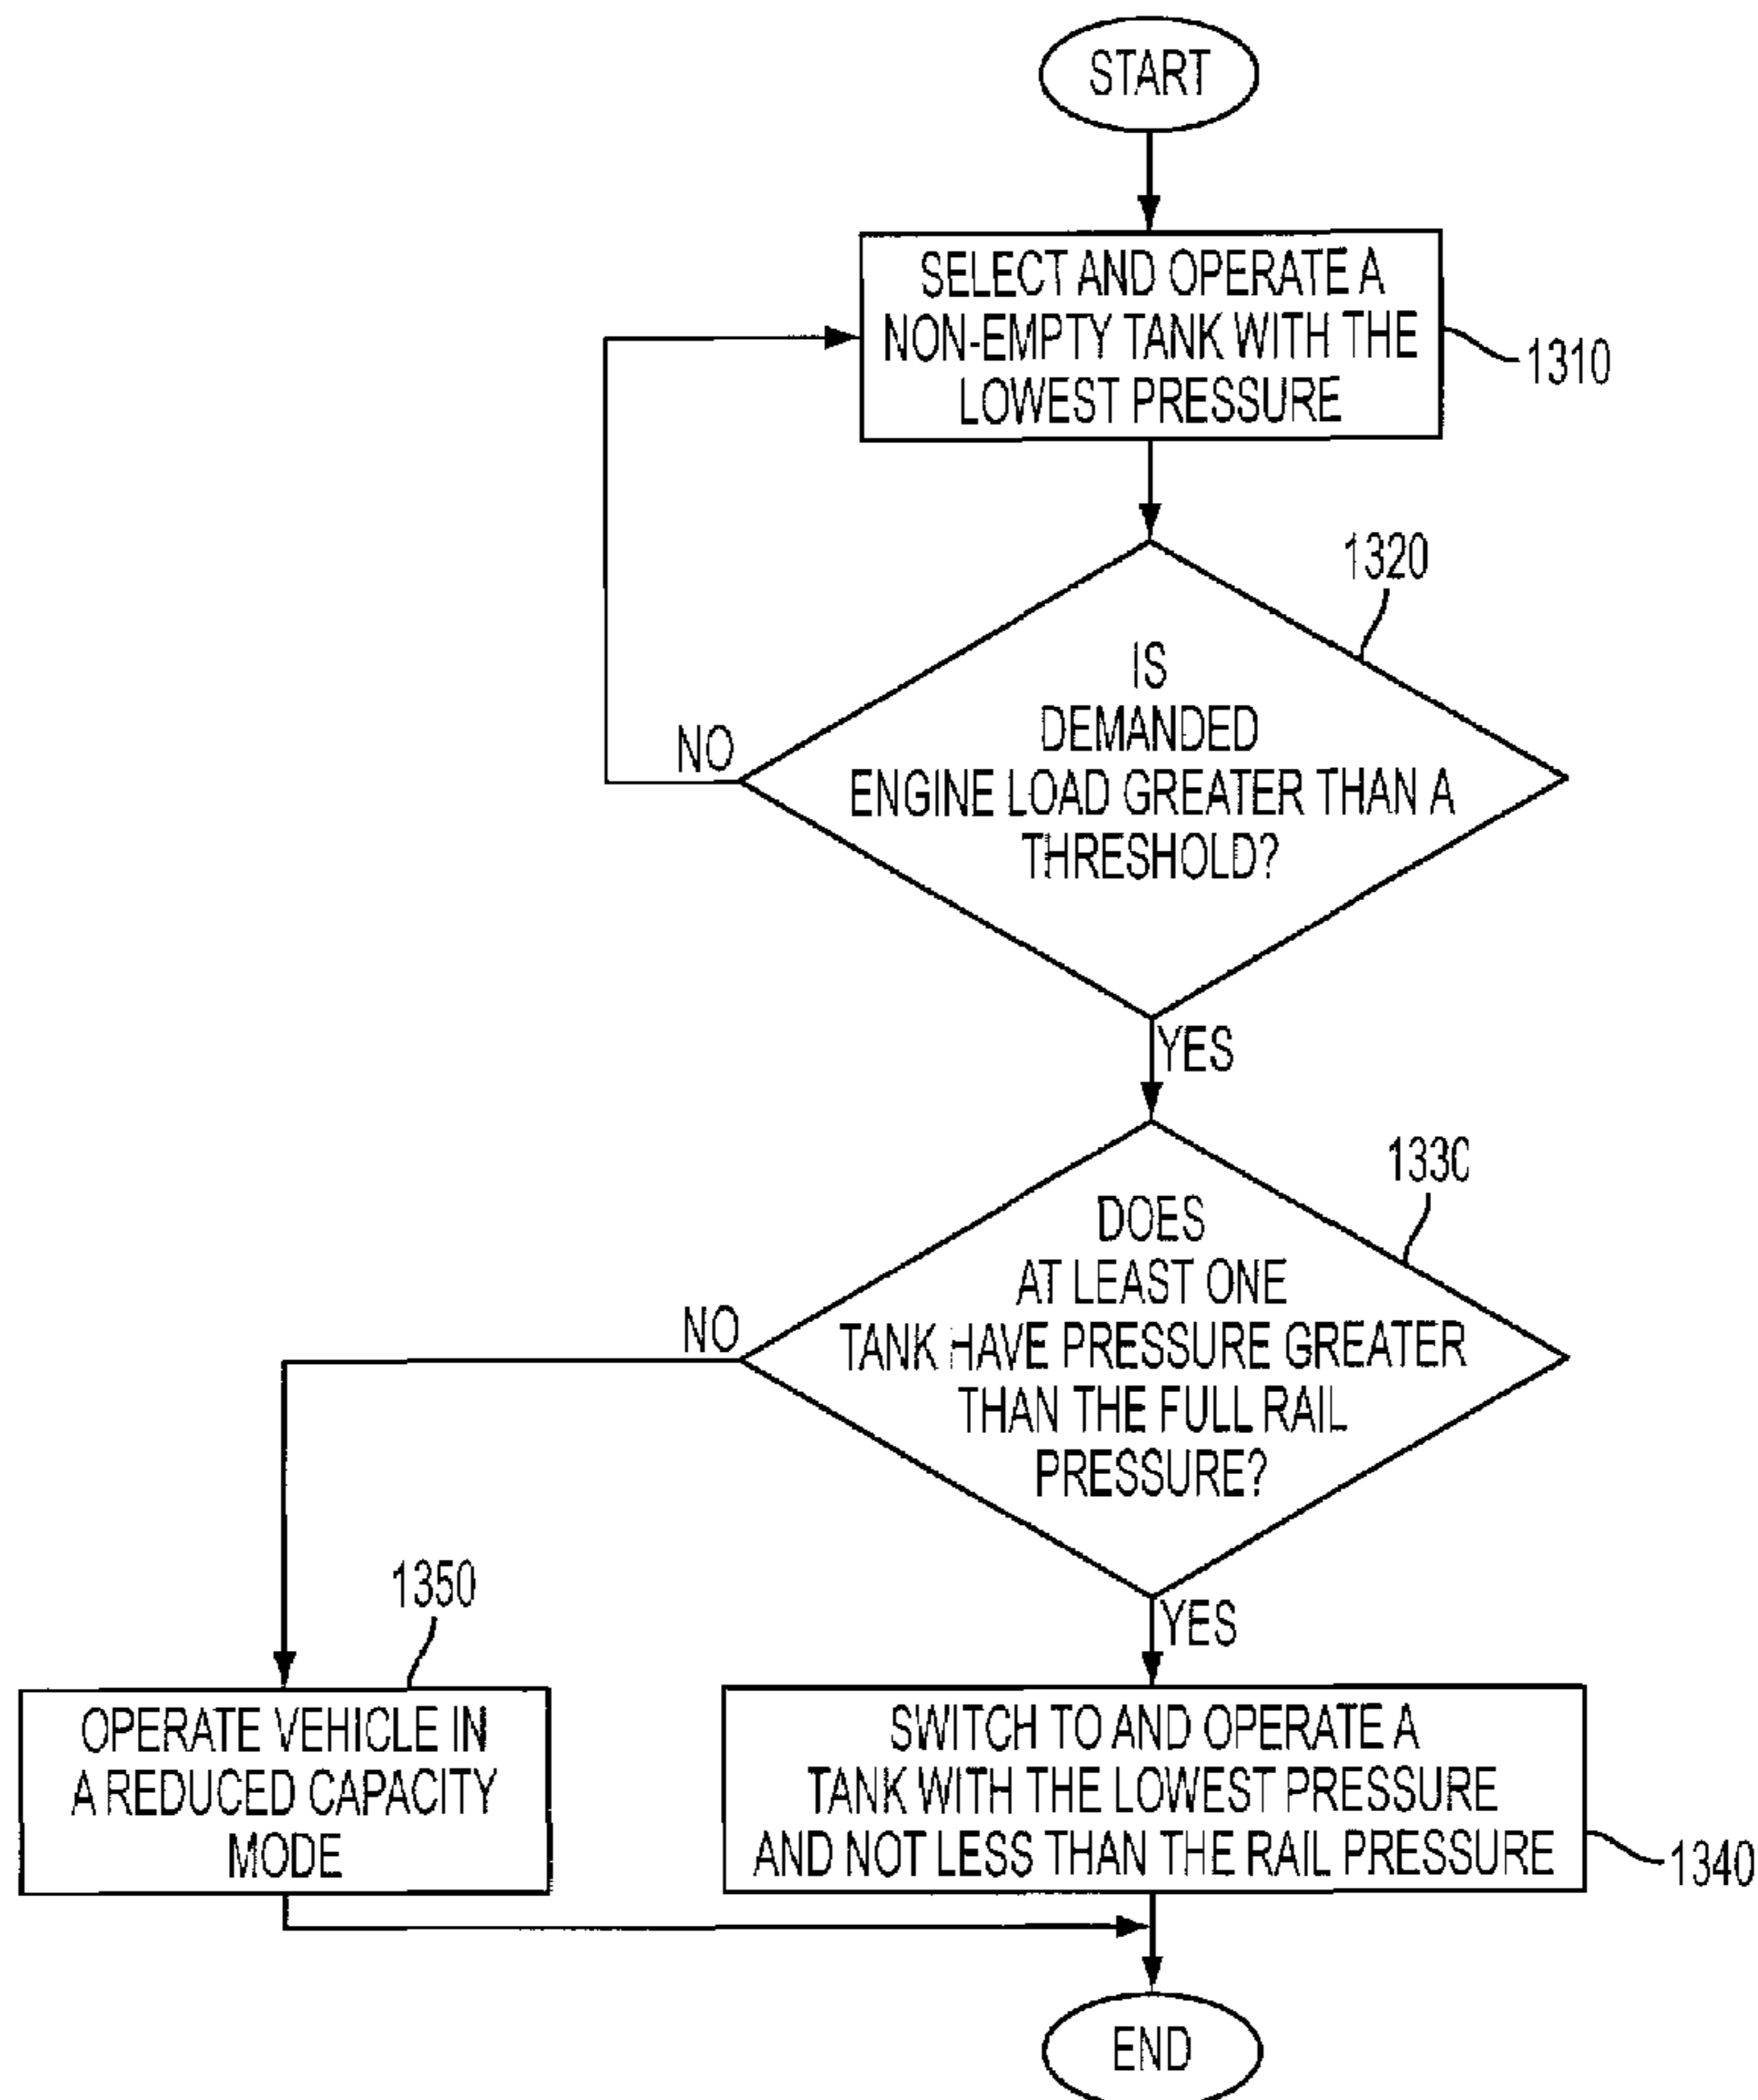 START
SELECT AND OPERATE A
NON-EMPTY TANK WITH THE
LOWEST PRESSURE
1310
1320
IS
DEMANDED
ENGINE LOAD GREATER THAN A
THRESHOLD?
NO
YES
1330
DOES
AT LEAST ONE
TANK HAVE PRESSURE GREATER
THAN THE FULL RAIL
PRESSURE?
NO
YES
1350
OPERATE VEHICLE IN
A REDUCED CAPACITY
MODE
SWITCH TO AND OPERATE A
TANK WITH THE LOWEST PRESSURE
AND NOT LESS THAN THE RAIL PRESSURE
1340
END